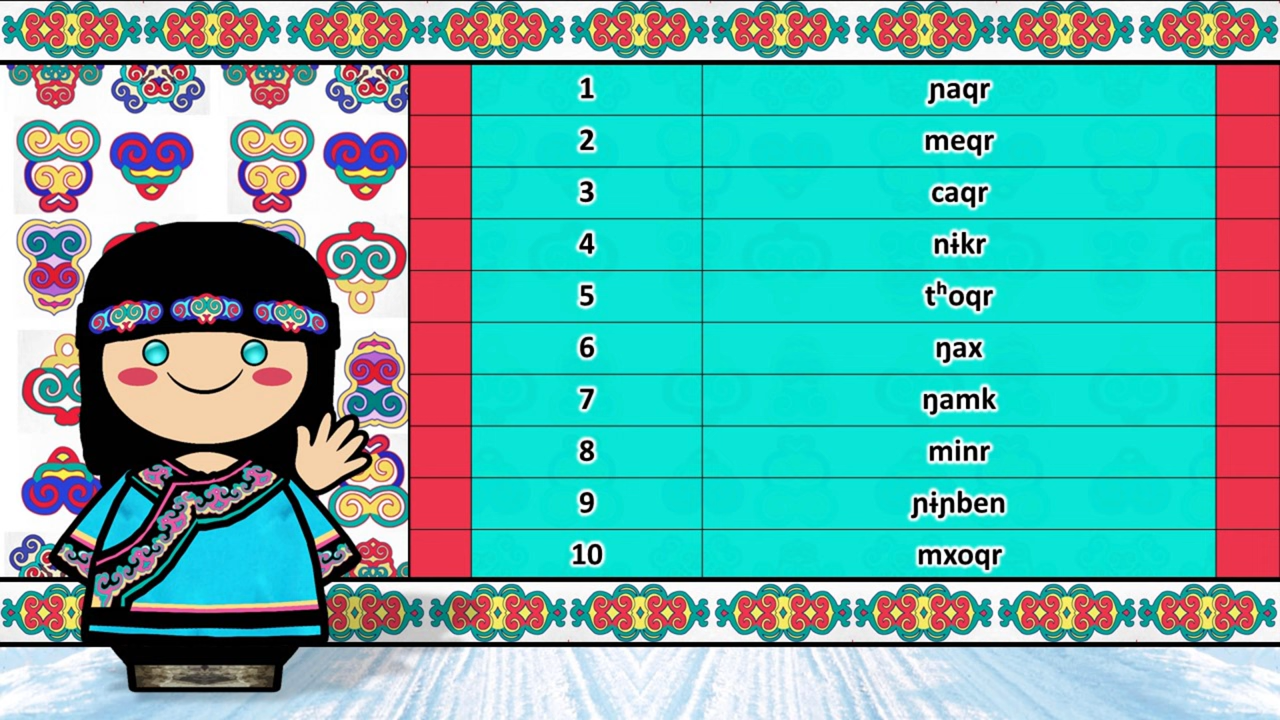 1 ɲaqr
2 meqr
3 caqr
4 nɨkr
5 tʰoqr
6 ŋax
7 ŋamk
8 minr
9 ɲɨɲben
10 mxoqr